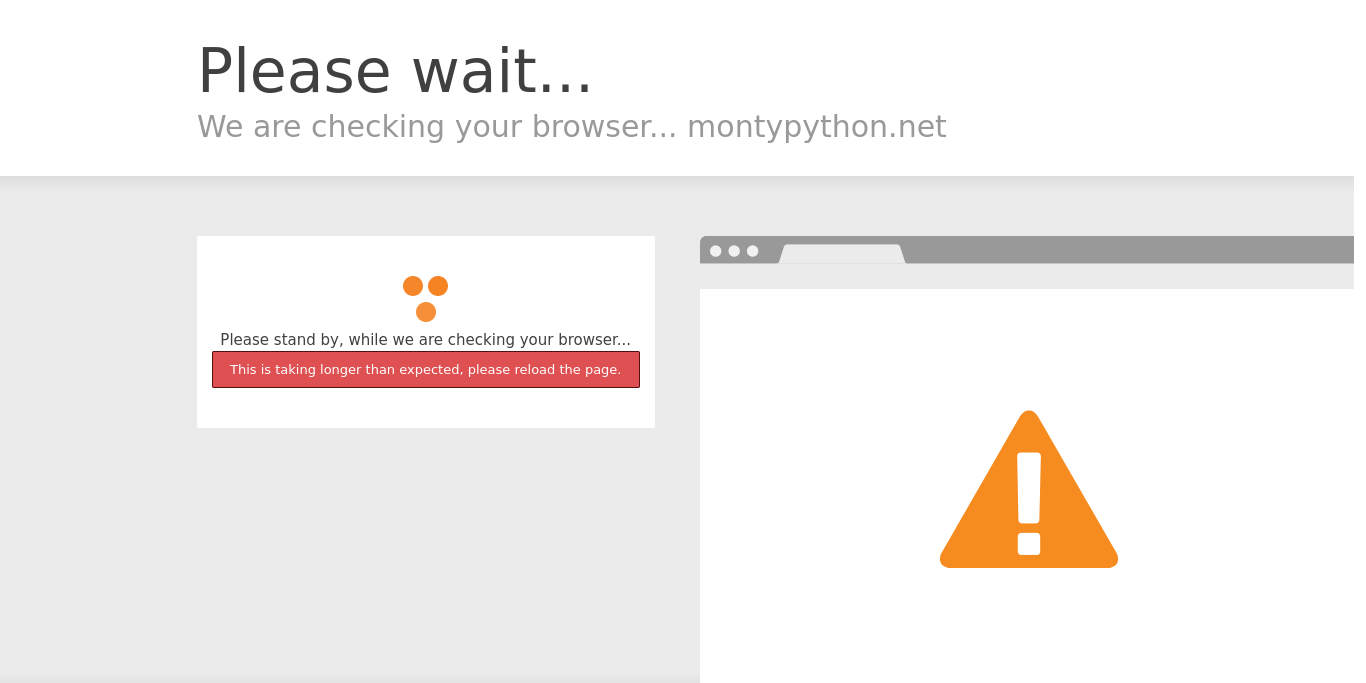 Please wait...
We are checking your browser... montypython.net
Please stand by, while we are checking your browser...
This is taking longer than expected, please reload the page.